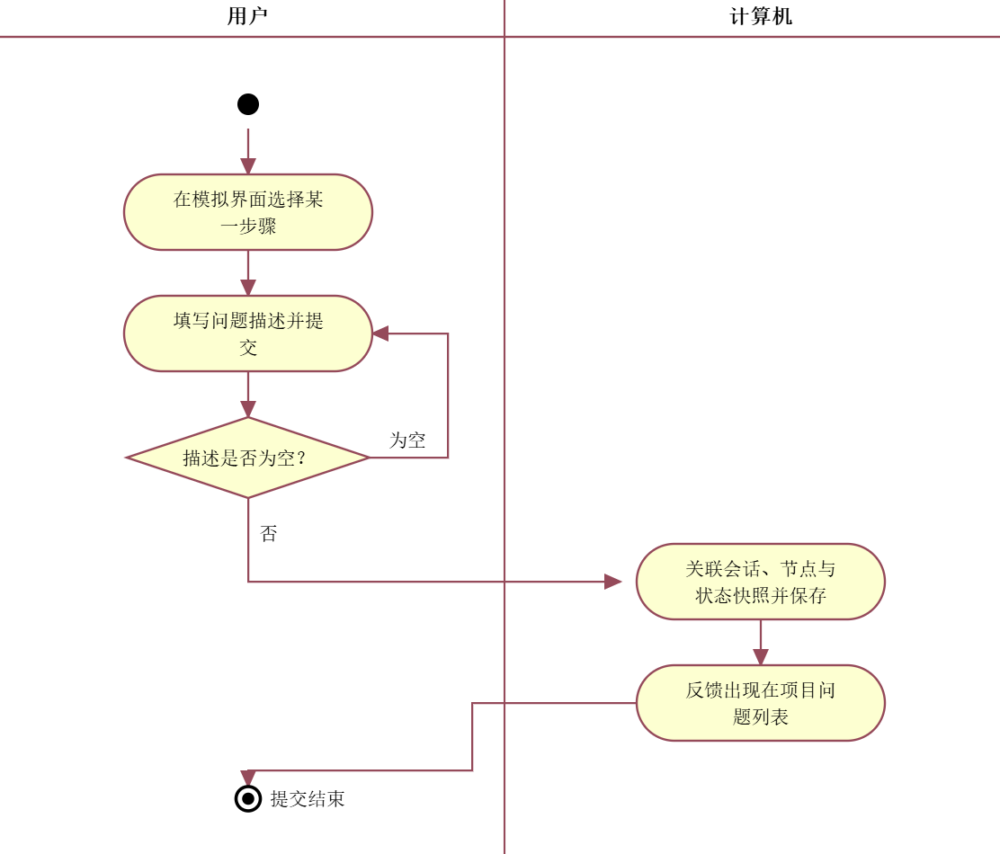 用户
计算机
在模拟界面选择某
一步骤
填写问题描述并提
交
为空
描述是否为空？
否
关联会话、节点与
状态快照并保存
反馈出现在项目问
题列表
提交结束